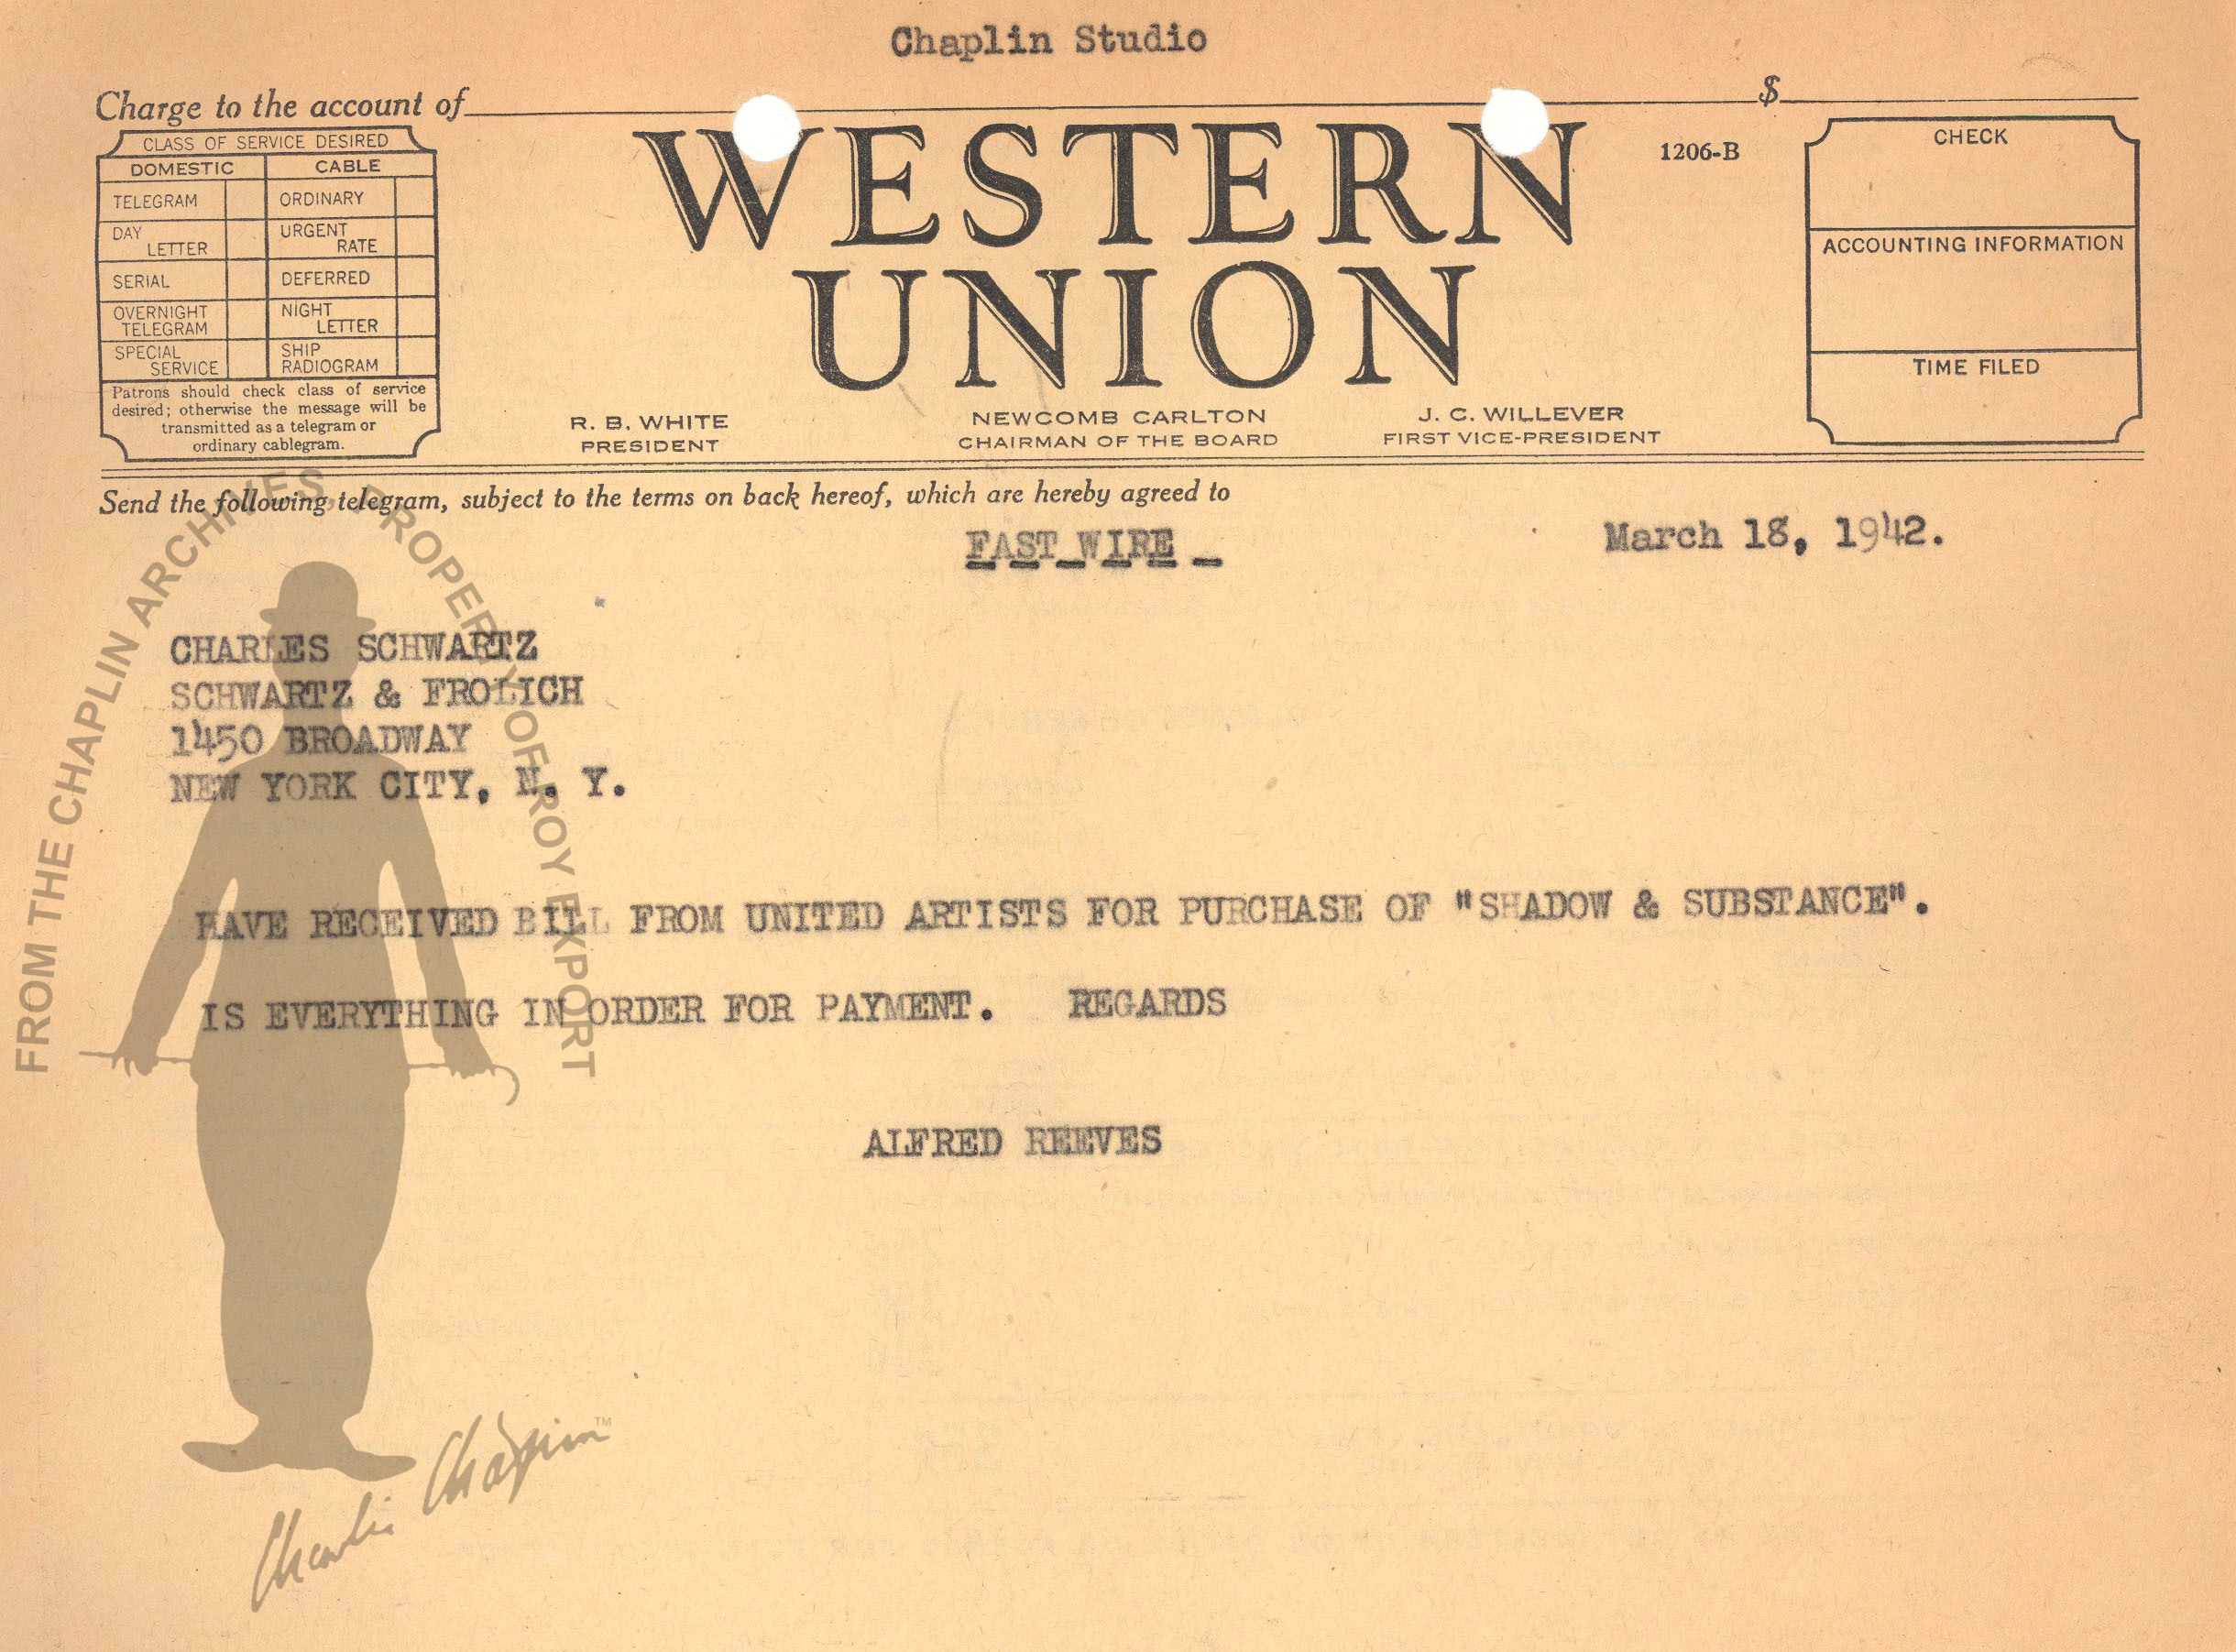 Chaplin Studio
Charge to the account of $
CLASS OF SERVICE DESIRED
DOMESTIC CABLE
TELEGRAM ORDINARY
DAY LETTER URGENT RATE
SERIAL DEFERRED
OVERNIGHT TELEGRAM NIGHT LETTER
SPECIAL SERVICE SHIP RADIOGRAM
Patrons should check class of service
desired; otherwise the message will be
transmitted as a telegram or
ordinary cablegram.
WESTERN
UNION
1206-B
CHECK
ACCOUNTING INFORMATION
TIME FILED
R. B. WHITE
PRESIDENT
NEWCOMB CARLTON
CHAIRMAN OF THE BOARD
J. C. WILLEVER
FIRST VICE-PRESIDENT
Send the following telegram, subject to the terms on back hereof, which are hereby agreed to
FAST WIRE
March 18, 1942.
CHARLES SCHWARTZ
SCHWARTZ & FROLICH
1450 BROADWAY
NEW YORK CITY, N. Y.
HAVE RECEIVED BILL FROM UNITED ARTISTS FOR PURCHASE OF "SHADOW & SUBSTANCE".
IS EVERYTHING IN ORDER FOR PAYMENT. REGARDS
ALFRED REEVES
FROM THE CHAPLIN ARCHIVES, PROPERTY OF ROY EXPORT
Charlie Chaplin TM